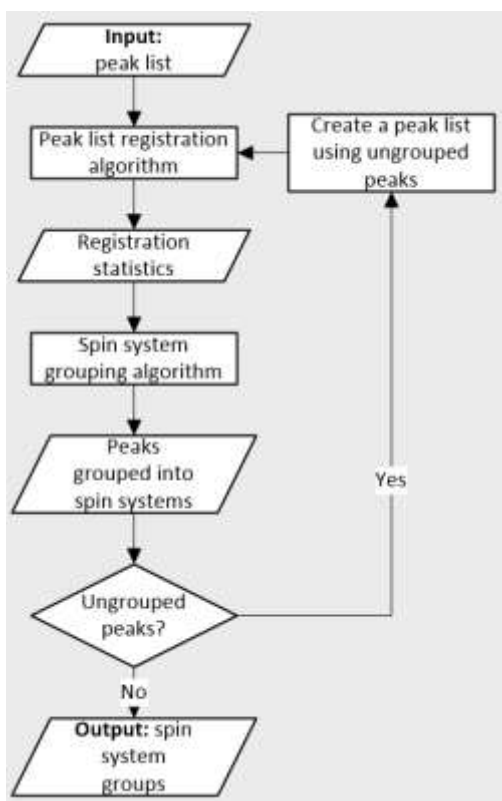 Input:
peak list
Peak list registration
algorithm
Create a peak list
using ungrouped
peaks
Registration
statistics
Spin system
grouping algorithm
Peaks
grouped into
spin systems
Yes
Ungrouped
peaks?
No
Output: spin
system
groups